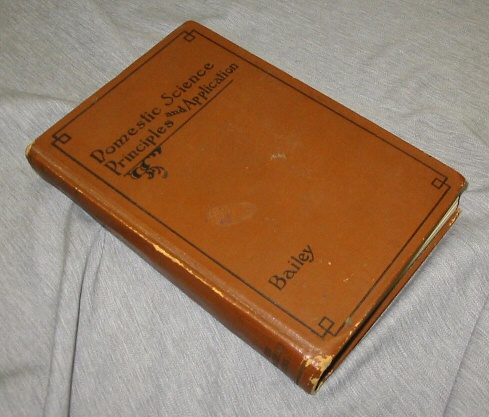 Domestic Science
Principles and Application
Bailey